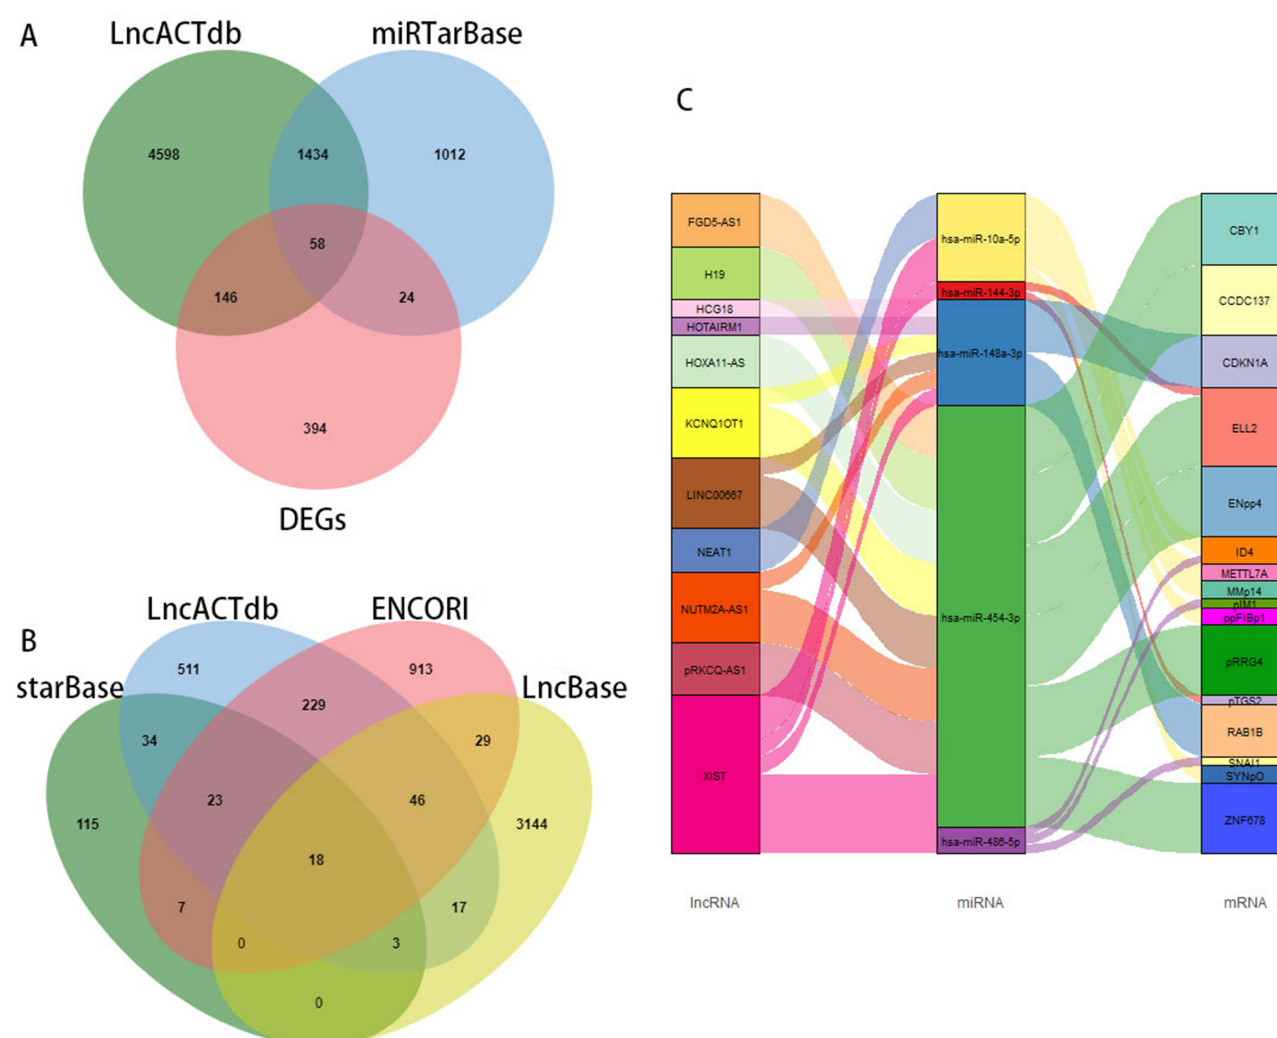 A
LncACTdb
miRTarBase
4598
1434
1012
58
146
24
394
DEGs
B
LncACTdb
ENCORI
starBase
LncBase
511
913
229
34
29
23
46
115
3144
18
7
17
0
3
0
C
FGD5-AS1
H19
HCG18
HOTAIRM1
HOXA11-AS
KCNQ1OT1
LINC00667
NEAT1
NUTM2A-AS1
pRKCQ-AS1
XIST
lncRNA
hsa-miR-10a-5p
hsa-miR-144-3p
hsa-miR-148a-3p
hsa-miR-454-3p
hsa-miR-486-5p
miRNA
CBY1
CCDC137
CDKN1A
ELL2
ENpp4
ID4
METTL7A
MMp14
pIM1
ppFIBp1
pRRG4
pTGS2
RAB1B
SNAI1
SYNpO
ZNF678
mRNA